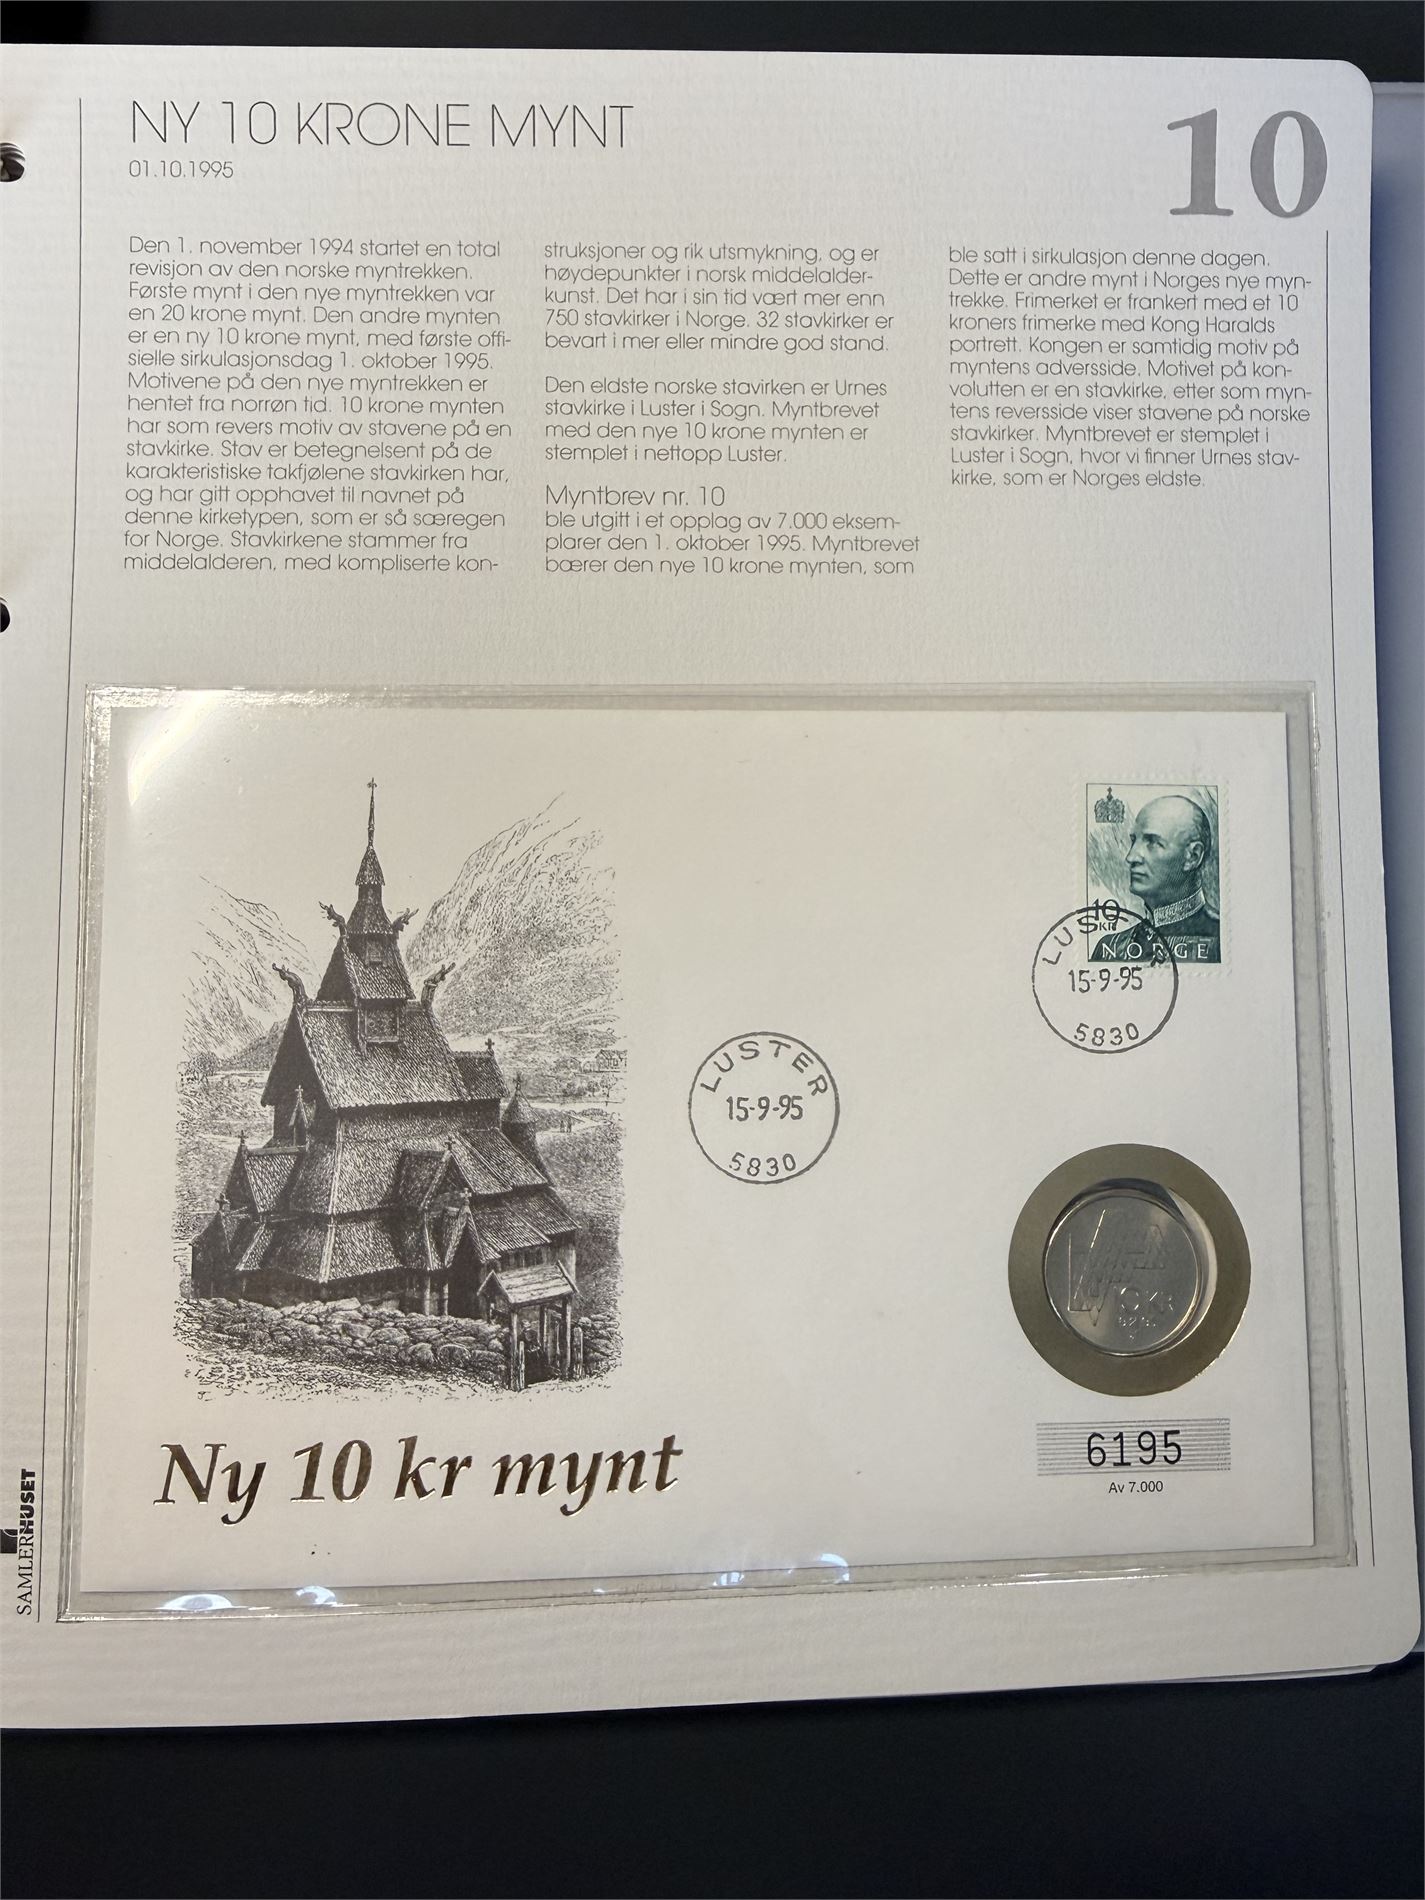 NY 10 KRONE MYNT
01.10.1995
10
Den 1. november 1994 startet en total
revisjon av den norske myntrekken.
Første mynt i den nye myntrekken var
en 20 krone mynt. Den andre mynten
er en ny 10 krone mynt, med første offi-
sielle sirkulasjonsdag 1. oktober 1995.
Motivene på den nye myntrekken er
hentet fra norrøn tid. 10 krone mynten
har som revers motiv av stavene på en
stavkirke. Stav er betegnelsent på de
karakteristiske takfjølene stavkirken har,
og har gitt opphavet til navnet på
denne kirketypen, som er så særegen
for Norge. Stavkirkene stammer fra
middelalderen, med kompliserte kon-
struksjoner og rik utsmykning, og er
høydepunkter i norsk middelalder-
kunst. Det har i sin tid vært mer enn
750 stavkirker i Norge. 32 stavkirker er
bevart i mer eller mindre god stand.
Den eldste norske stavirken er Urnes
stavkirke i Luster i Sogn. Myntbrevet
med den nye 10 krone mynten er
stemplet i nettopp Luster.
Myntbrev nr. 10
ble utgitt i et opplag av 7.000 eksem-
plarer den 1. oktober 1995. Myntbrevet
bærer den nye 10 krone mynten, som
ble satt i sirkulasjon denne dagen.
Dette er andre mynt i Norges nye myn-
trekke. Frimerket er frankert med et 10
kroners frimerke med Kong Haralds
portrett. Kongen er samtidig motiv på
myntens adversside. Motivet på kon-
volutten er en stavkirke, etter som myn-
tens reversside viser stavene på norske
stavkirker. Myntbrevet er stemplet i
Luster i Sogn, hvor vi finner Urnes stav-
kirke, som er Norges eldste.
10
KR
NORGE
LUSTER
15-9-95
5830
LUSTER
15-9-95
5830
10 KR
6195
Av 7.000
Ny 10 kr mynt
SAMLERHUSET